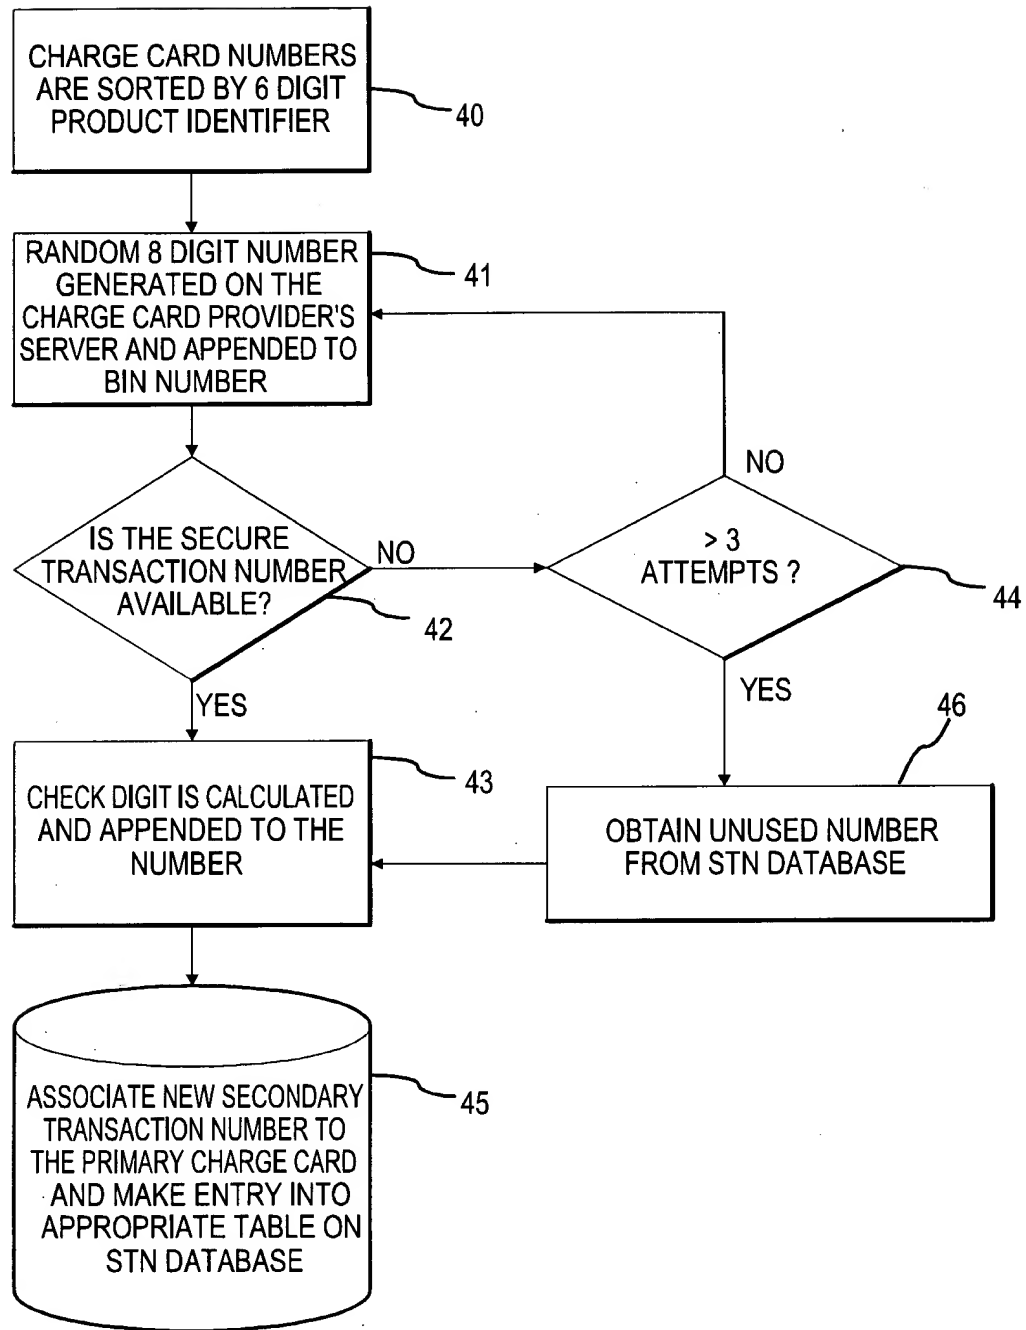 CHARGE CARD NUMBERS
ARE SORTED BY 6 DIGIT
PRODUCT IDENTIFIER
40
RANDOM 8 DIGIT NUMBER
GENERATED ON THE
CHARGE CARD PROVIDER'S
SERVER AND APPENDED TO
BIN NUMBER
41
IS THE SECURE
TRANSACTION NUMBER
AVAILABLE?
42
NO
YES
> 3
ATTEMPTS ?
44
NO
YES
CHECK DIGIT IS CALCULATED
AND APPENDED TO THE
NUMBER
43
OBTAIN UNUSED NUMBER
FROM STN DATABASE
46
ASSOCIATE NEW SECONDARY
TRANSACTION NUMBER TO
THE PRIMARY CHARGE CARD
AND MAKE ENTRY INTO
APPROPRIATE TABLE ON
STN DATABASE
45